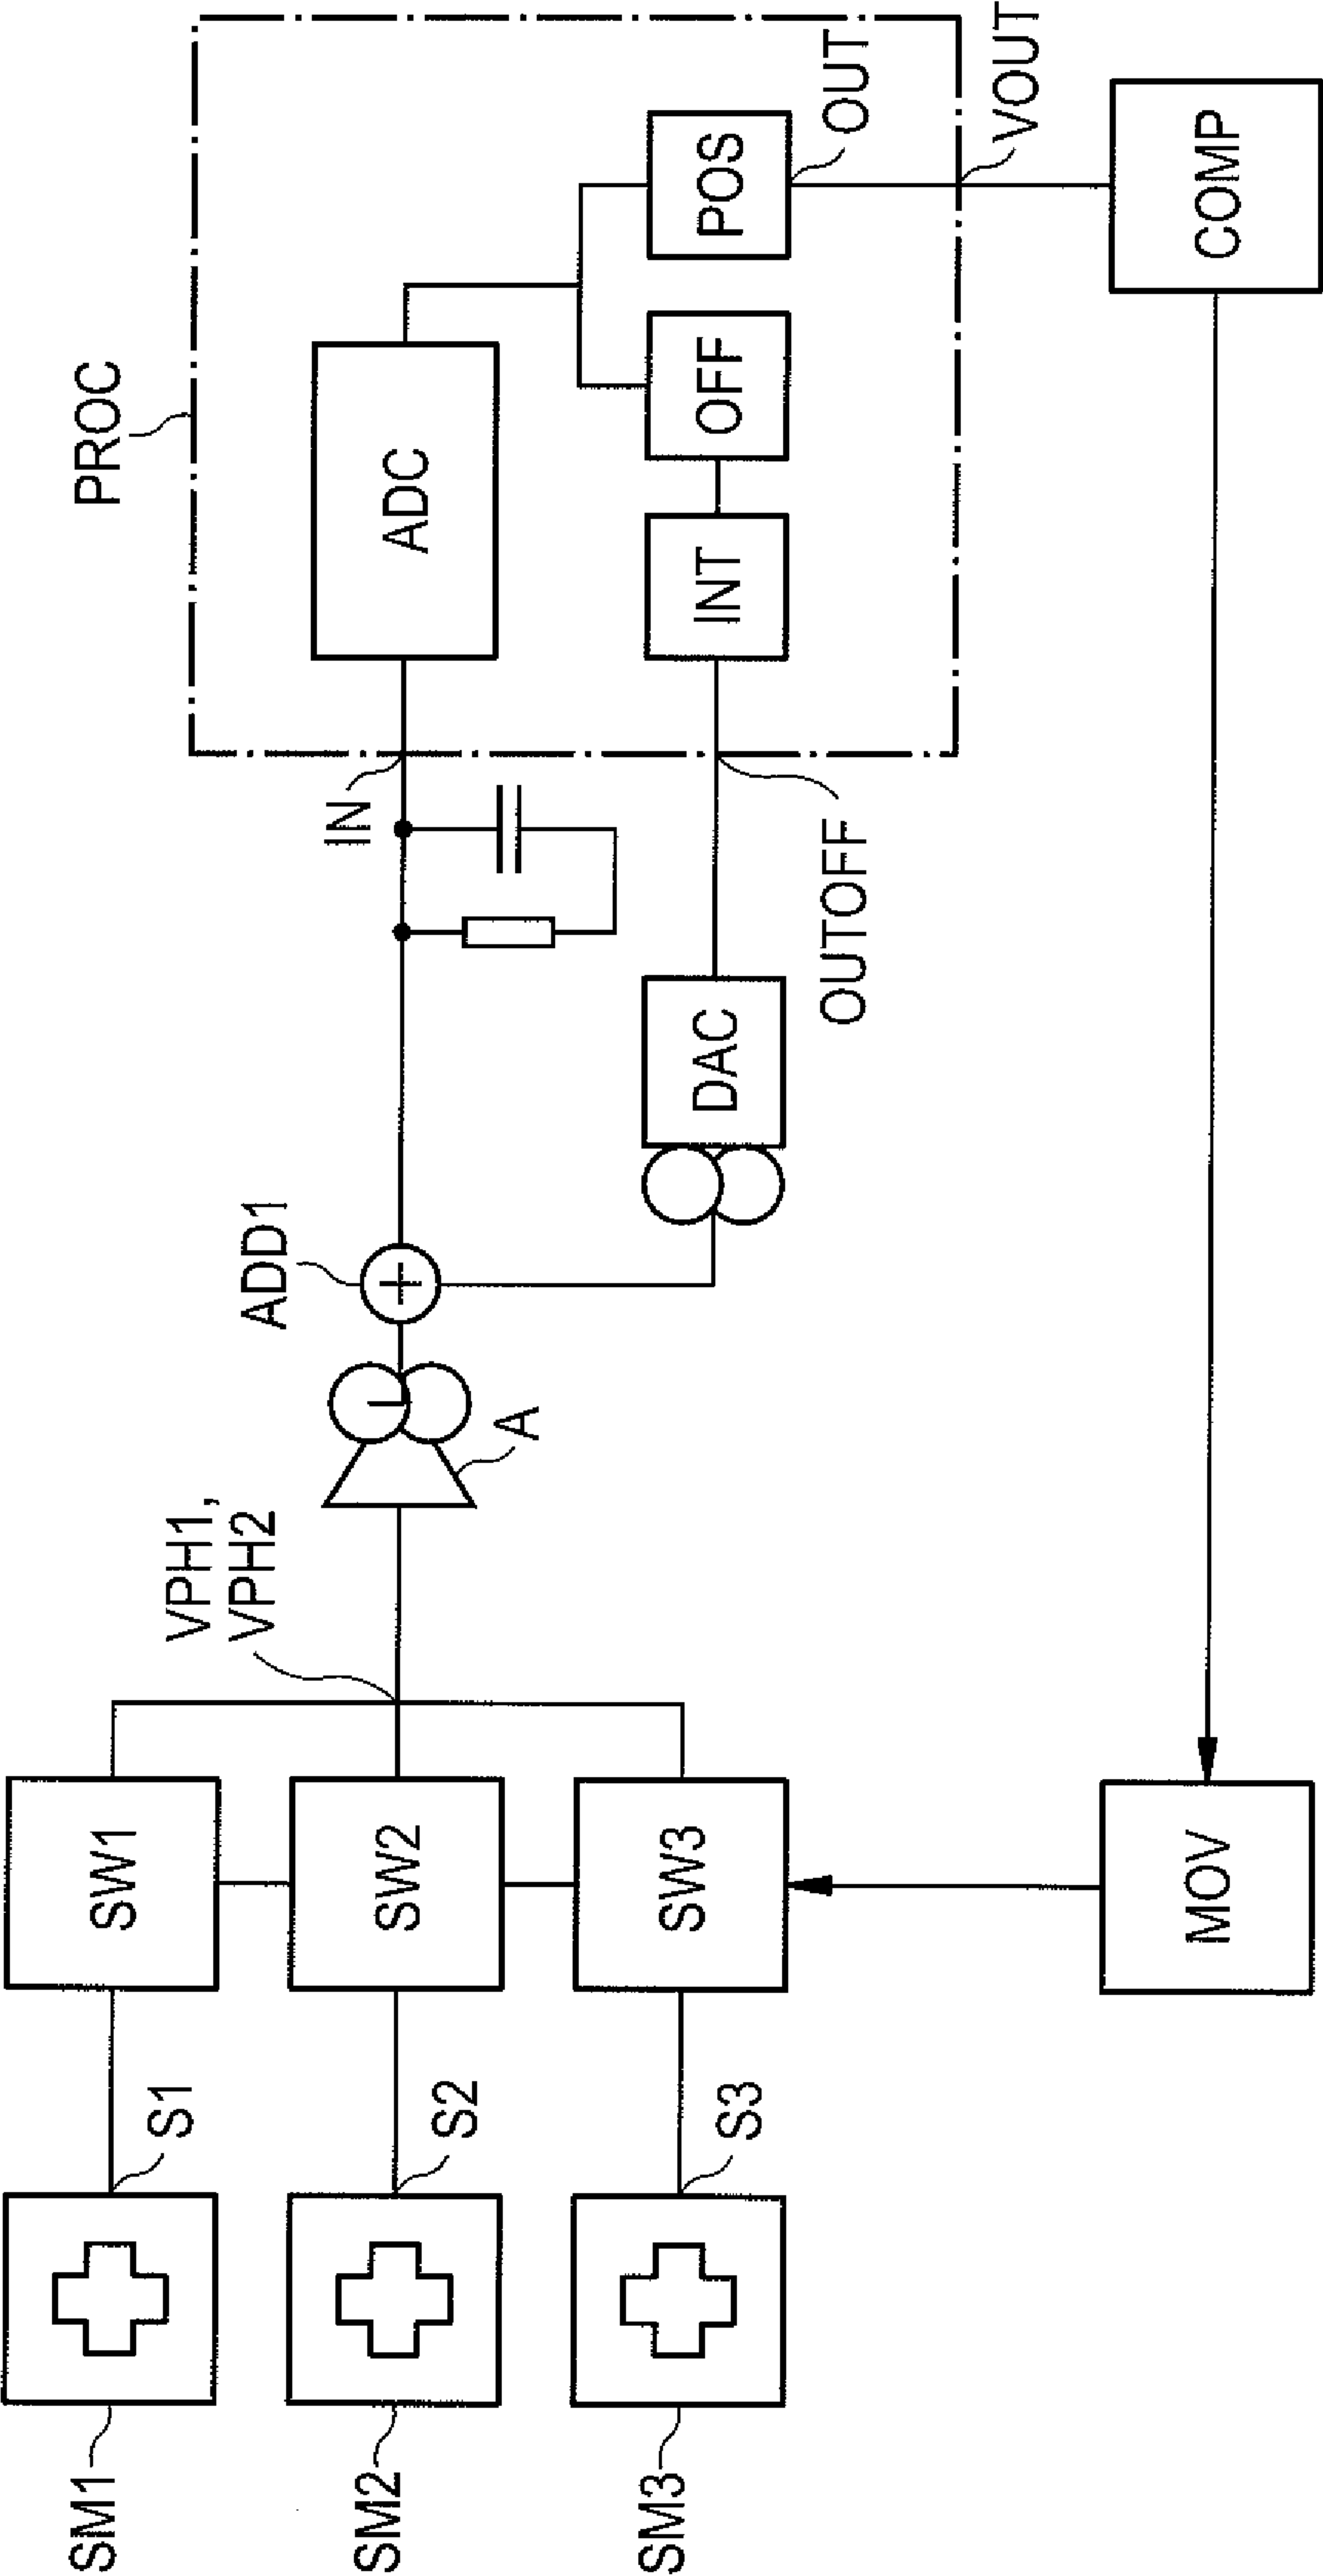 SM1
S1
SW1
SM2
S2
SW2
SM3
S3
SW3
VPH1,
VPH2
A
ADD1
DAC
IN
OUTOFF
PROC
ADC
INT
OFF
POS
OUT
VOUT
MOV
COMP